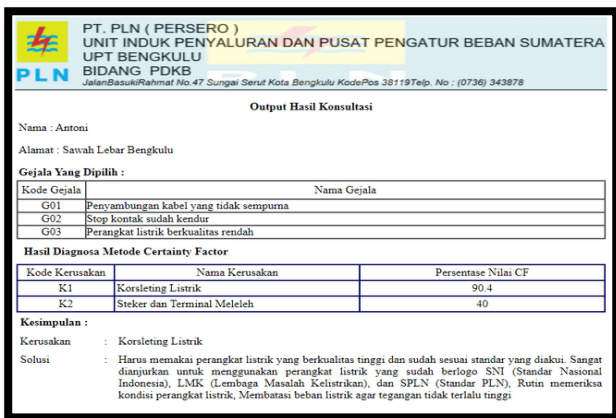 PT. PLN ( PERSERO )
UNIT INDUK PENYALURAN DAN PUSAT PENGATUR BEBAN SUMATERA
UPT BENGKULU
BIDANG PDKB
PLN
JalanBasukiRahmat No.47 Sungai Serut Kota Bengkulu KodePos 38119Telp. No : (0736) 343878
Output Hasil Konsultasi
Nama : Antoni
Alamat : Sawah Lebar Bengkulu
Gejala Yang Dipilih :
Kode Gejala Nama Gejala
G01 Penyambungan kabel yang tidak sempurna
G02 Stop kontak sudah kendur
G03 Perangkat listrik berkualitas rendah
Hasil Diagnosa Metode Certainty Factor
Kode Kerusakan Nama Kerusakan Persentase Nilai CF
K1 Korsleting Listrik 90.4
K2 Steker dan Terminal Meleleh 40
Kesimpulan :
Kerusakan : Korsleting Listrik
Solusi : Harus memakai perangkat listrik yang berkualitas tinggi dan sudah sesuai standar yang diakui. Sangat
dianjurkan untuk menggunakan perangkat listrik yang sudah berlogo SNI (Standar Nasional
Indonesia), LMK (Lembaga Masalah Kelistrikan), dan SPLN (Standar PLN), Rutin memeriksa
kondisi perangkat listrik, Membatasi beban listrik agar tegangan tidak terlalu tinggi